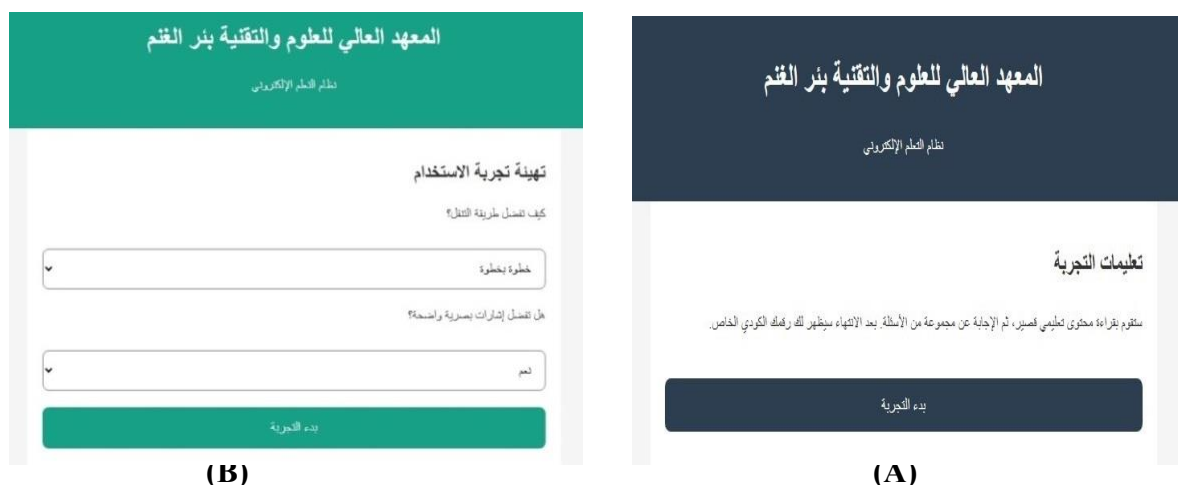 المعهد العالي للعلوم والتقنية بئر الغنم
نظام التعلم الإلكتروني
تعليمات التجربة
ستقوم بقراءة محتوى تعليمي قصير، ثم الإجابة عن مجموعة من الأسئلة. بعد الانتهاء سيظهر لك رقمك الكودي الخاص.
بدء التجربة
(A)
المعهد العالي للعلوم والتقنية بئر الغنم
نظام التعلم الإلكتروني
تهيئة تجربة الاستخدام
كيف تفضل طريقة التنقل؟
خطوة بخطوة
هل تفضل إشارات بصرية واضحة؟
نعم
بدء التجربة
(B)